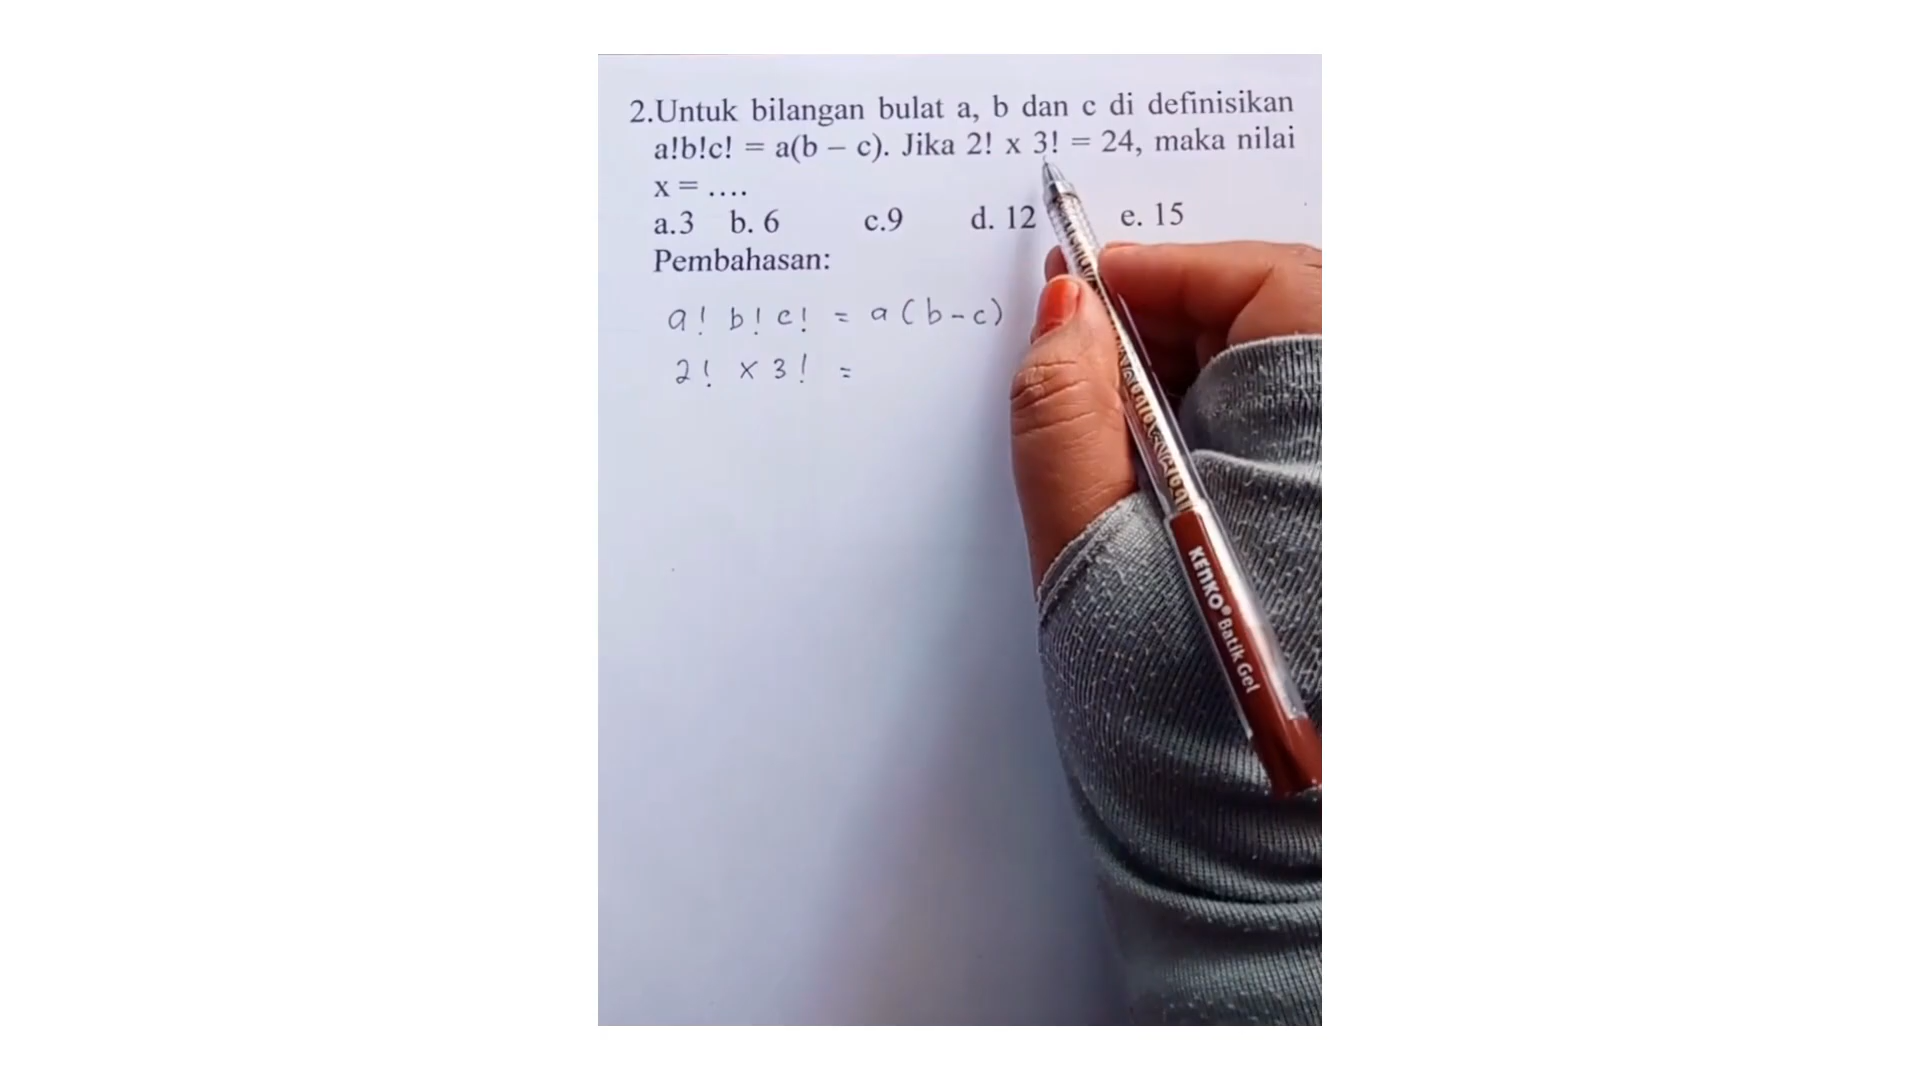 2.Untuk bilangan bulat a, b dan c di definisikan
a!b!c! = a(b – c). Jika 2! x 3! = 24, maka nilai
x = ....
a.3 b. 6 c.9 d. 12 e. 15
Pembahasan:
a! b! c! = a (b - c)
2! x 3! =
KENKO® Batik Gel